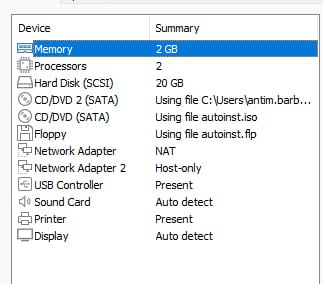 Device Summary
Memory 2 GB
Processors 2
Hard Disk (SCSI) 20 GB
CD/DVD 2 (SATA) Using file C:\Users\antim.barb...
CD/DVD (SATA) Using file autoinst.iso
Floppy Using file autoinst.flp
Network Adapter NAT
Network Adapter 2 Host-only
USB Controller Present
Sound Card Auto detect
Printer Present
Display Auto detect